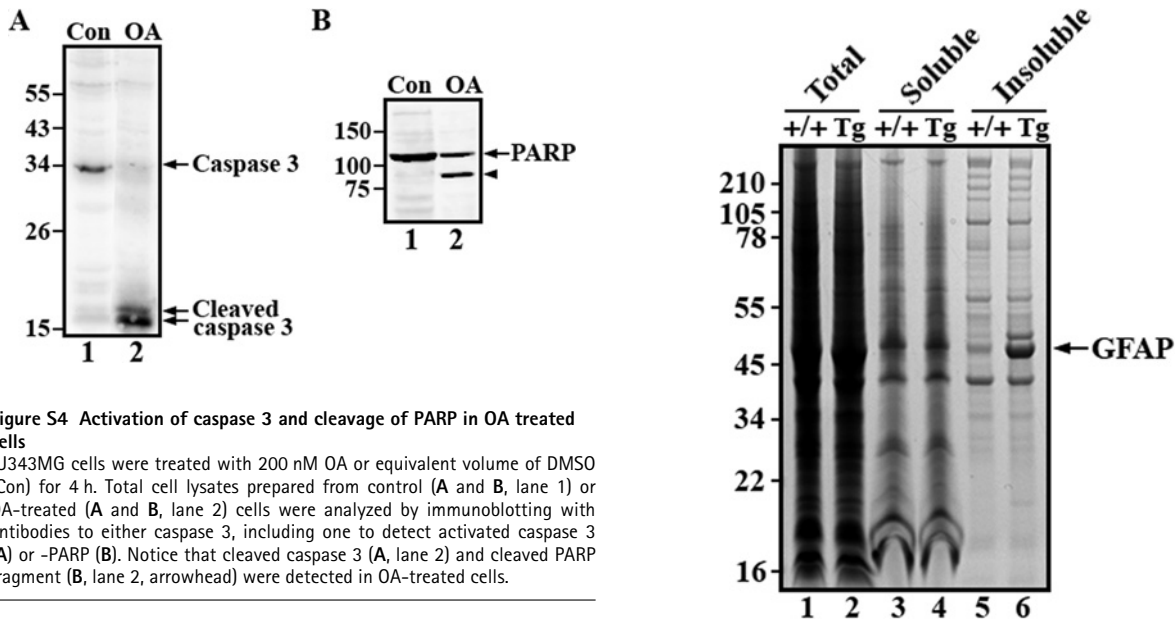 A
Con OA
55
43
34
26
15
Caspase 3
Cleaved
caspase 3
1 2
B
Con OA
150
100
75
PARP
1 2
igure S4 Activation of caspase 3 and cleavage of PARP in OA treated
ells
U343MG cells were treated with 200 nM OA or equivalent volume of DMSO
Con) for 4 h. Total cell lysates prepared from control (A and B, lane 1) or
A-treated (A and B, lane 2) cells were analyzed by immunoblotting with
ntibodies to either caspase 3, including one to detect activated caspase 3
A) or -PARP (B). Notice that cleaved caspase 3 (A, lane 2) and cleaved PARP
ragment (B, lane 2, arrowhead) were detected in OA-treated cells.
Total Soluble Insoluble
+/+ Tg +/+ Tg +/+ Tg
210
105
78
55
45
34
22
16
GFAP
1 2 3 4 5 6